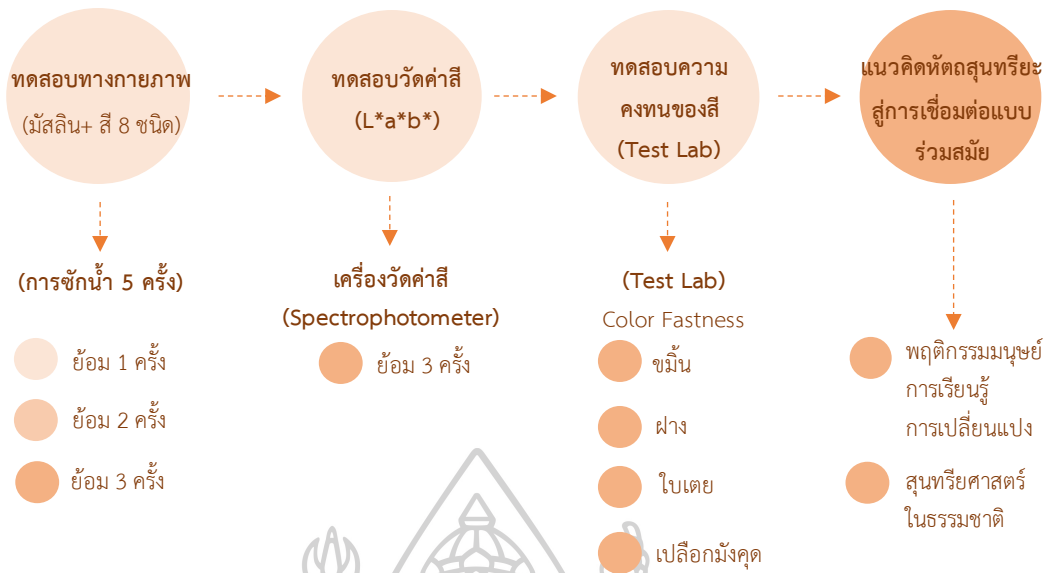 ทดสอบทางกายภาพ
(มัสลิน+ สี 8 ชนิด)
(การซักน้ำ 5 ครั้ง)
ย้อม 1 ครั้ง
ย้อม 2 ครั้ง
ย้อม 3 ครั้ง
ทดสอบวัดค่าสี
(L*a*b*)
เครื่องวัดค่าสี
(Spectrophotometer)
ย้อม 3 ครั้ง
ทดสอบความ
คงทนของสี
(Test Lab)
(Test Lab)
Color Fastness
ขมิ้น
ฝาง
ใบเตย
เปลือกมังคุด
แนวคิดหัตถสุนทรียะ
สู่การเชื่อมต่อแบบ
ร่วมสมัย
พฤติกรรมมนุษย์
การเรียนรู้
การเปลี่ยนแปง
สุนทรียศาสตร์
ในธรรมชาติ